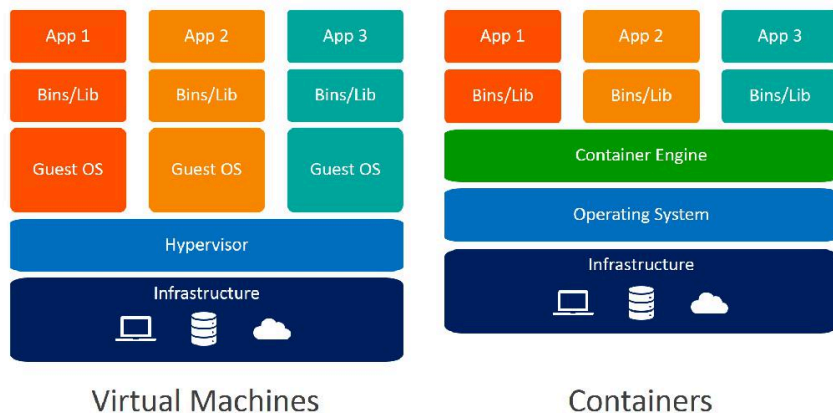 App 1
App 2
App 3
Bins/Lib
Bins/Lib
Bins/Lib
Guest OS
Guest OS
Guest OS
Hypervisor
Infrastructure
Virtual Machines
App 1
App 2
App 3
Bins/Lib
Bins/Lib
Bins/Lib
Container Engine
Operating System
Infrastructure
Containers